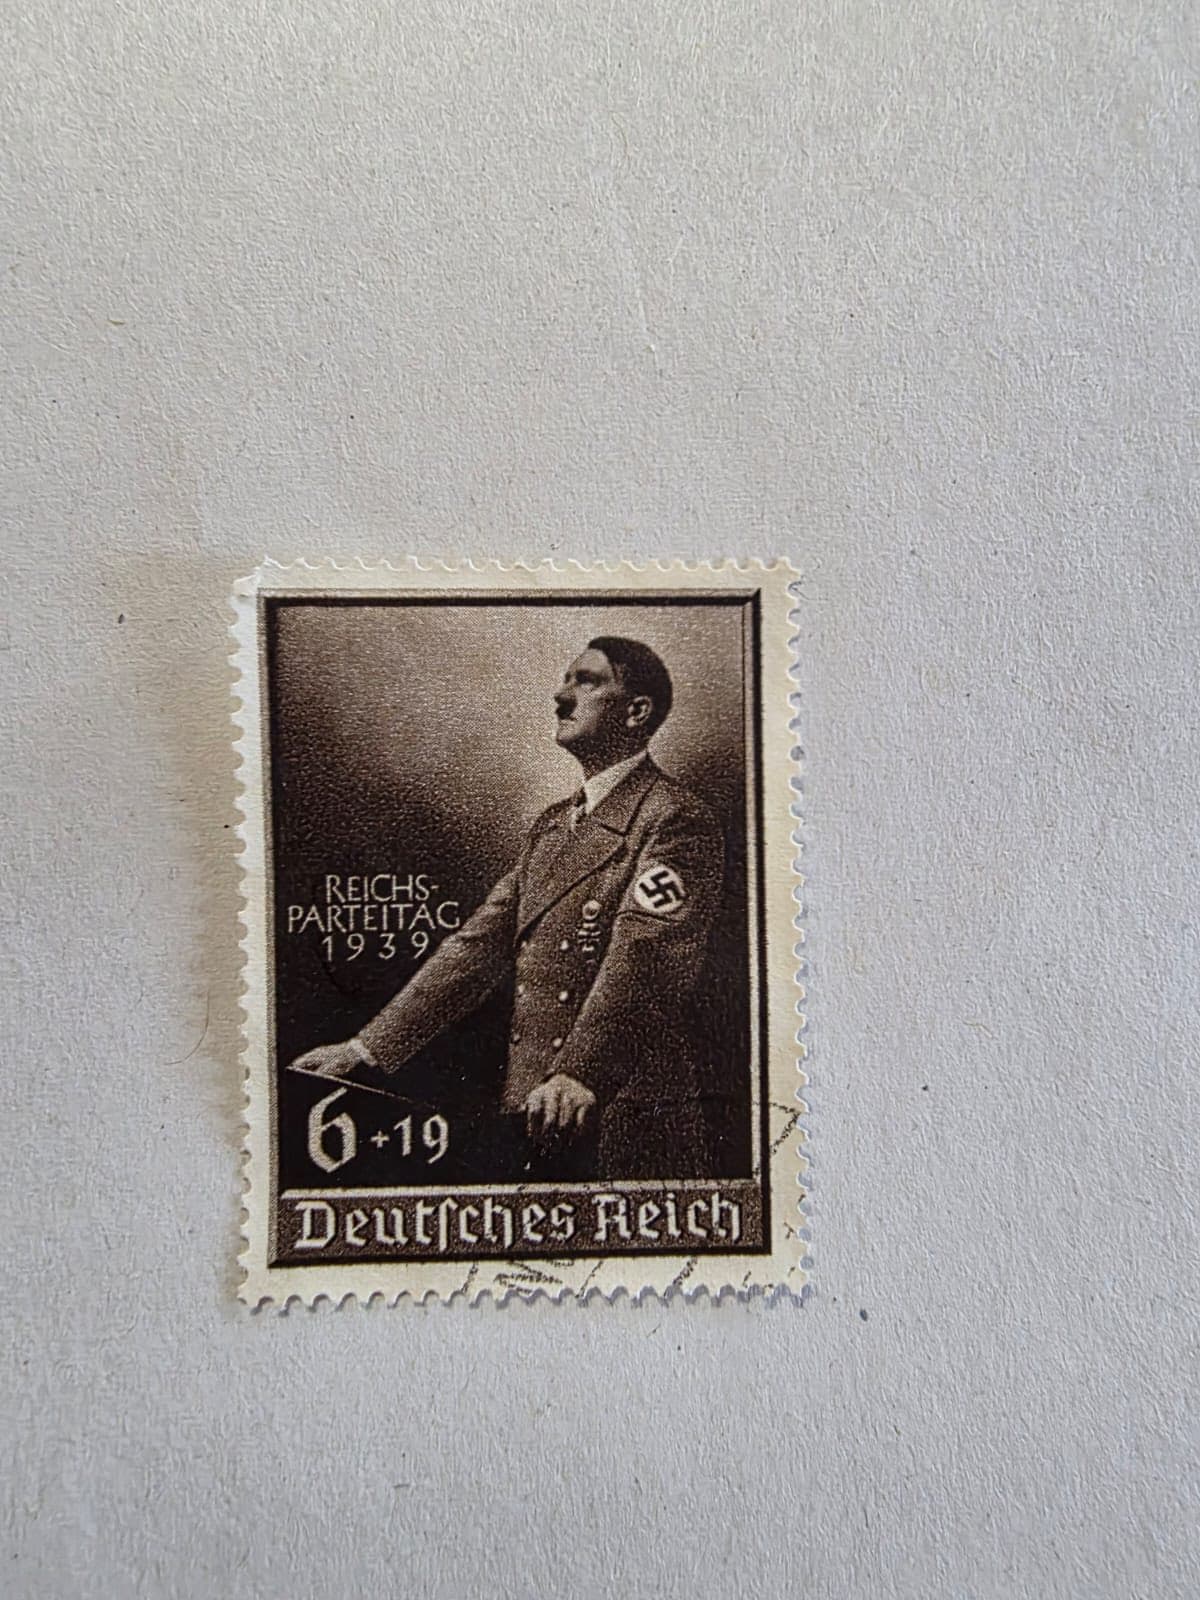 REICHS-
PARTEITAG
1939
6+19
Deutſches Reich